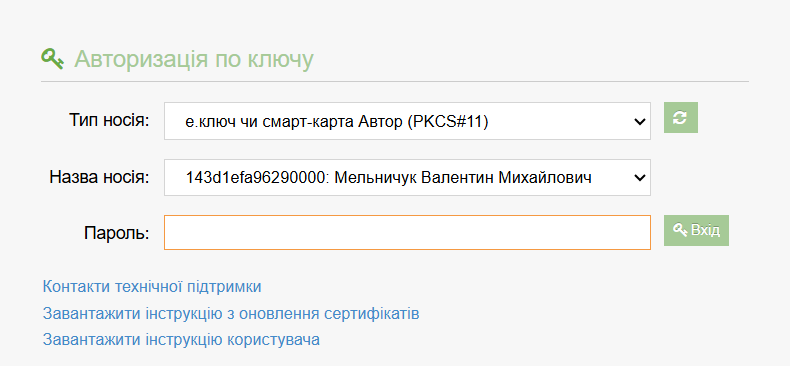 Авторизація по ключу
Тип носія: е.ключ чи смарт-карта Автор (PKCS#11)
Назва носія: 143d1efa96290000: Мельничук Валентин Михайлович
Пароль: Вхід
Контакти технічної підтримки
Завантажити інструкцію з оновлення сертифікатів
Завантажити інструкцію користувача